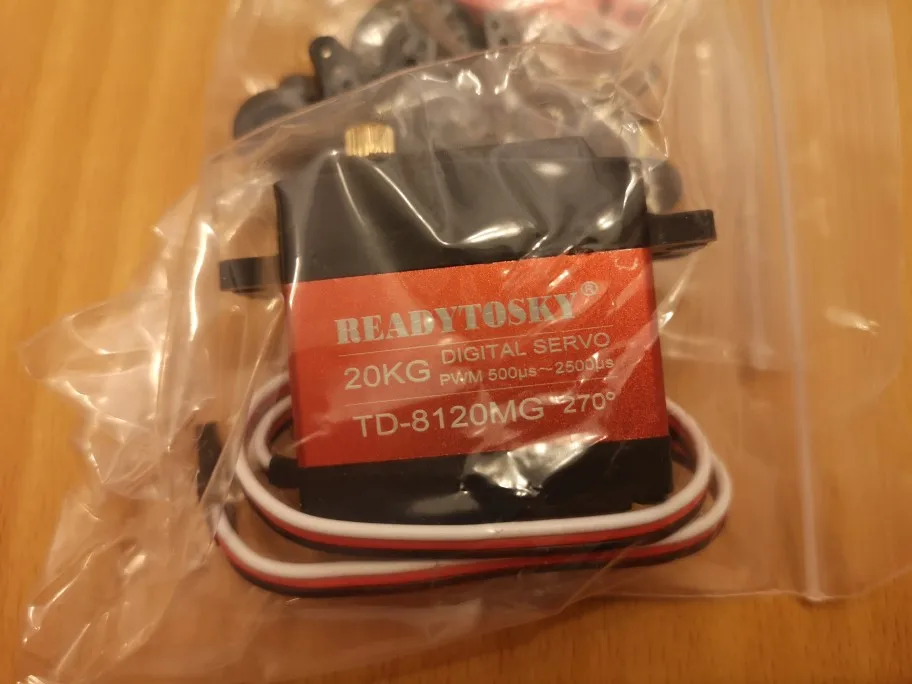 READYTOSKY®
20KG DIGITAL SERVO
PWM 500μs~2500μs
TD-8120MG 270°